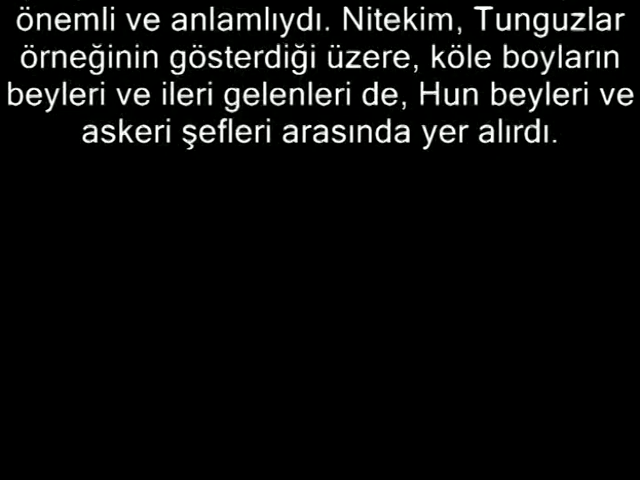 önemli ve anlamlıydı. Nitekim, Tunguzlar
örneğinin gösterdiği üzere, köle boyların
beyleri ve ileri gelenleri de, Hun beyleri ve
askeri şefleri arasında yer alırdı.